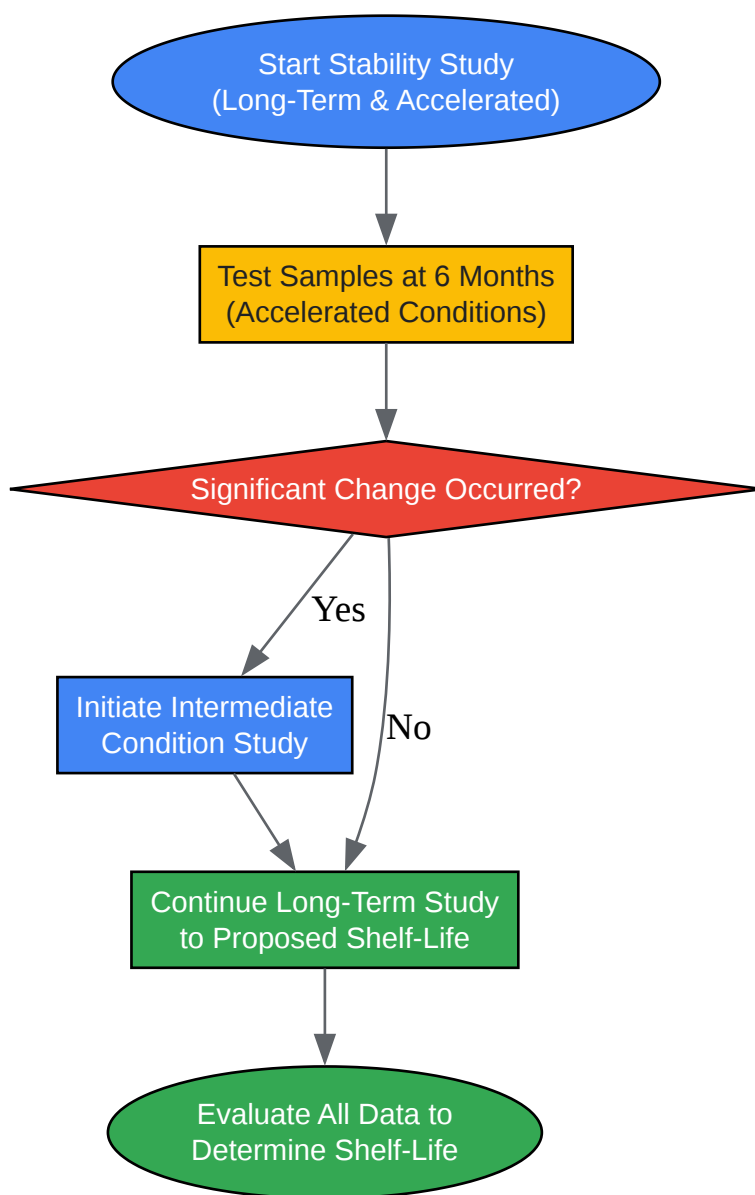 Start Stability Study
(Long-Term & Accelerated)
Test Samples at 6 Months
(Accelerated Conditions)
Significant Change Occurred?
Yes
Initiate Intermediate
Condition Study
No
Continue Long-Term Study
to Proposed Shelf-Life
Evaluate All Data to
Determine Shelf-Life